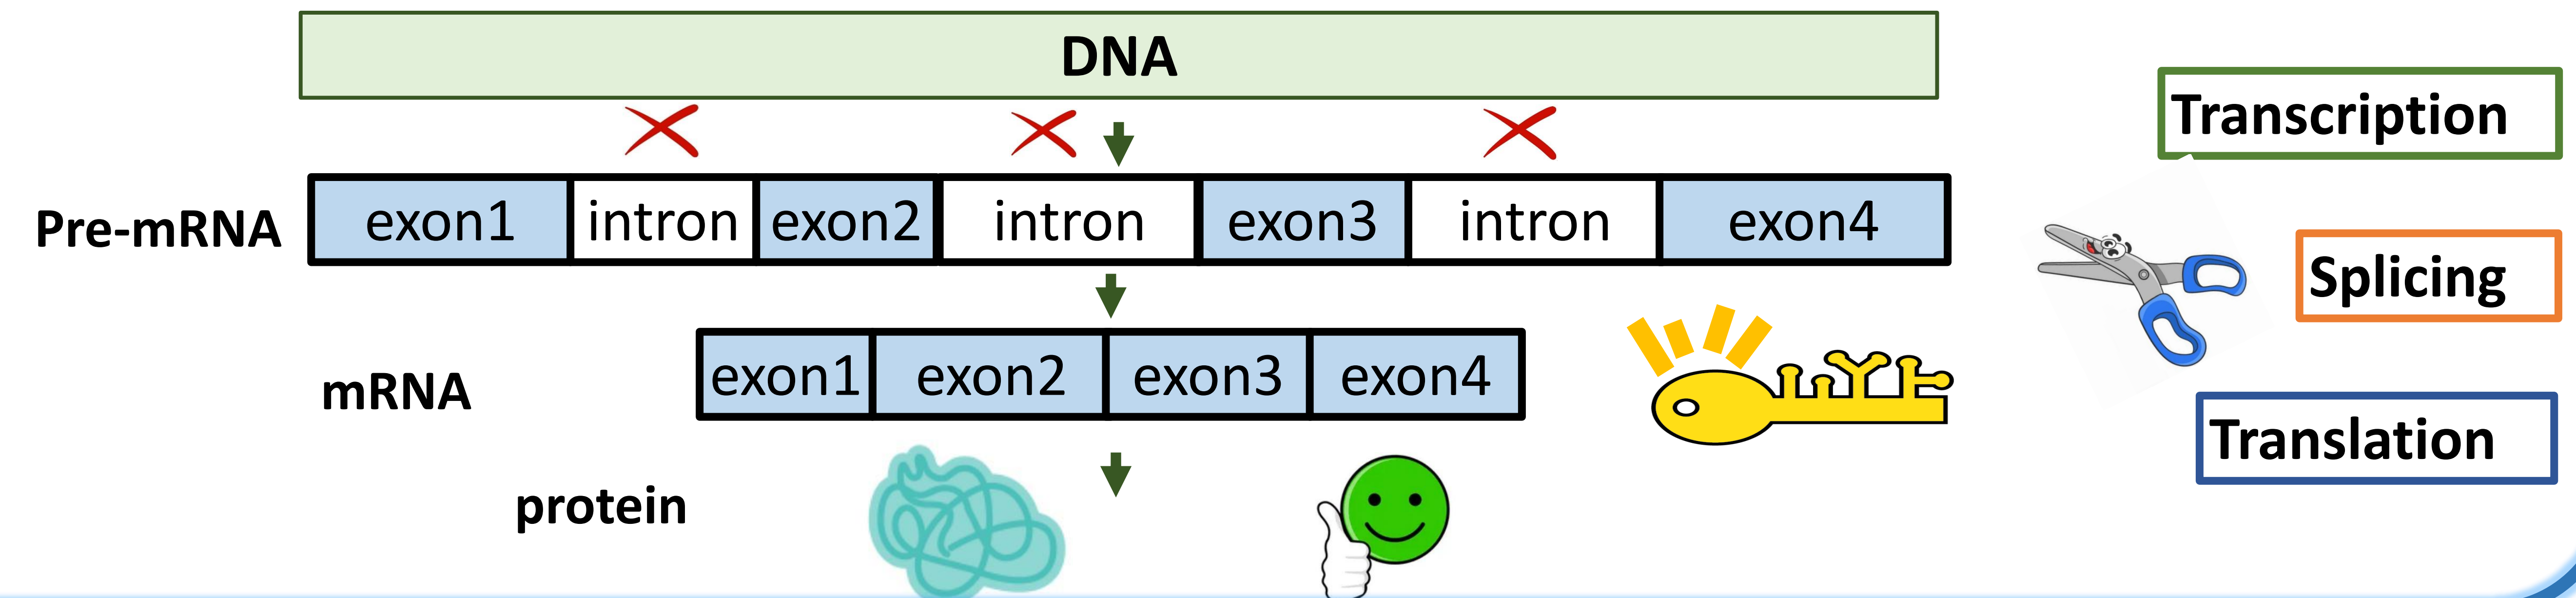 DNA
Transcription
Pre-mRNA exon1 intron exon2 intron exon3 intron exon4
Splicing
mRNA exon1 exon2 exon3 exon4
Translation
protein